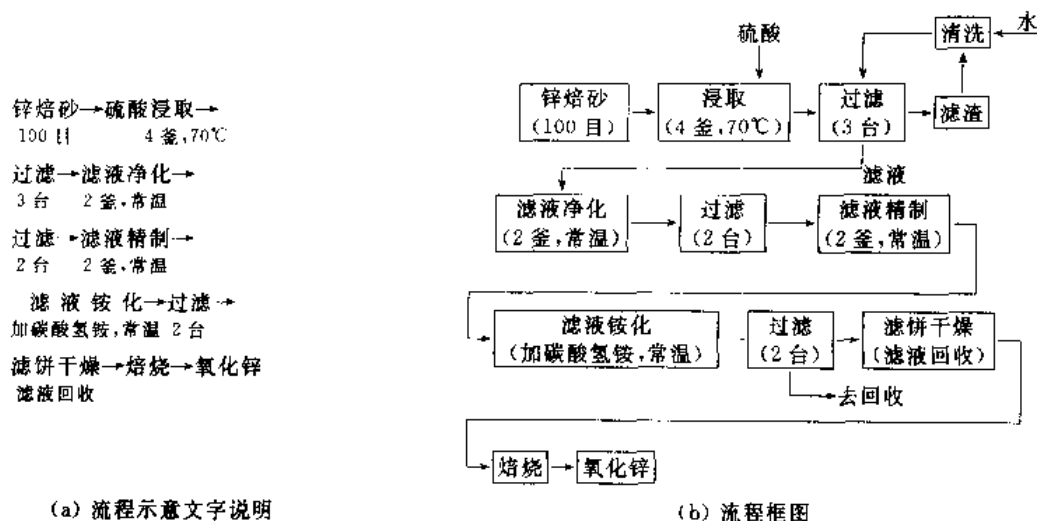 锌焙砂→硫酸浸取→
100目 4釜,70℃
过滤→滤液净化→
3台 2釜,常温
过滤→滤液精制→
2台 2釜,常温
滤液铵化→过滤→
加碳酸氢铵,常温 2台
滤饼干燥→焙烧→氧化锌
滤液回收
(a) 流程示意文字说明
硫酸
清洗
水
锌焙砂
(100目)
浸取
(4釜,70℃)
过滤
(3台)
滤渣
滤液
滤液净化
(2釜,常温)
过滤
(2台)
滤液精制
(2釜,常温)
滤液铵化
(加碳酸氢铵,常温)
过滤
(2台)
滤饼干燥
(滤液回收)
去回收
焙烧
氧化锌
(b) 流程框图